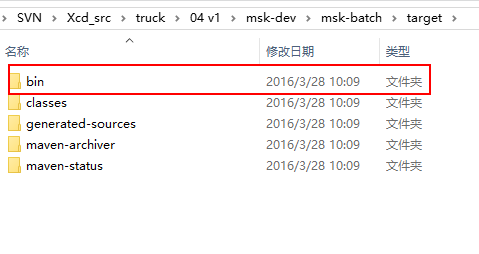 SVN > Xcd_src > truck > 04 v1 > msk-dev > msk-batch > target >
名称 修改日期 类型
bin 2016/3/28 10:09 文件夹
classes 2016/3/28 10:09 文件夹
generated-sources 2016/3/28 10:09 文件夹
maven-archiver 2016/3/28 10:09 文件夹
maven-status 2016/3/28 10:09 文件夹